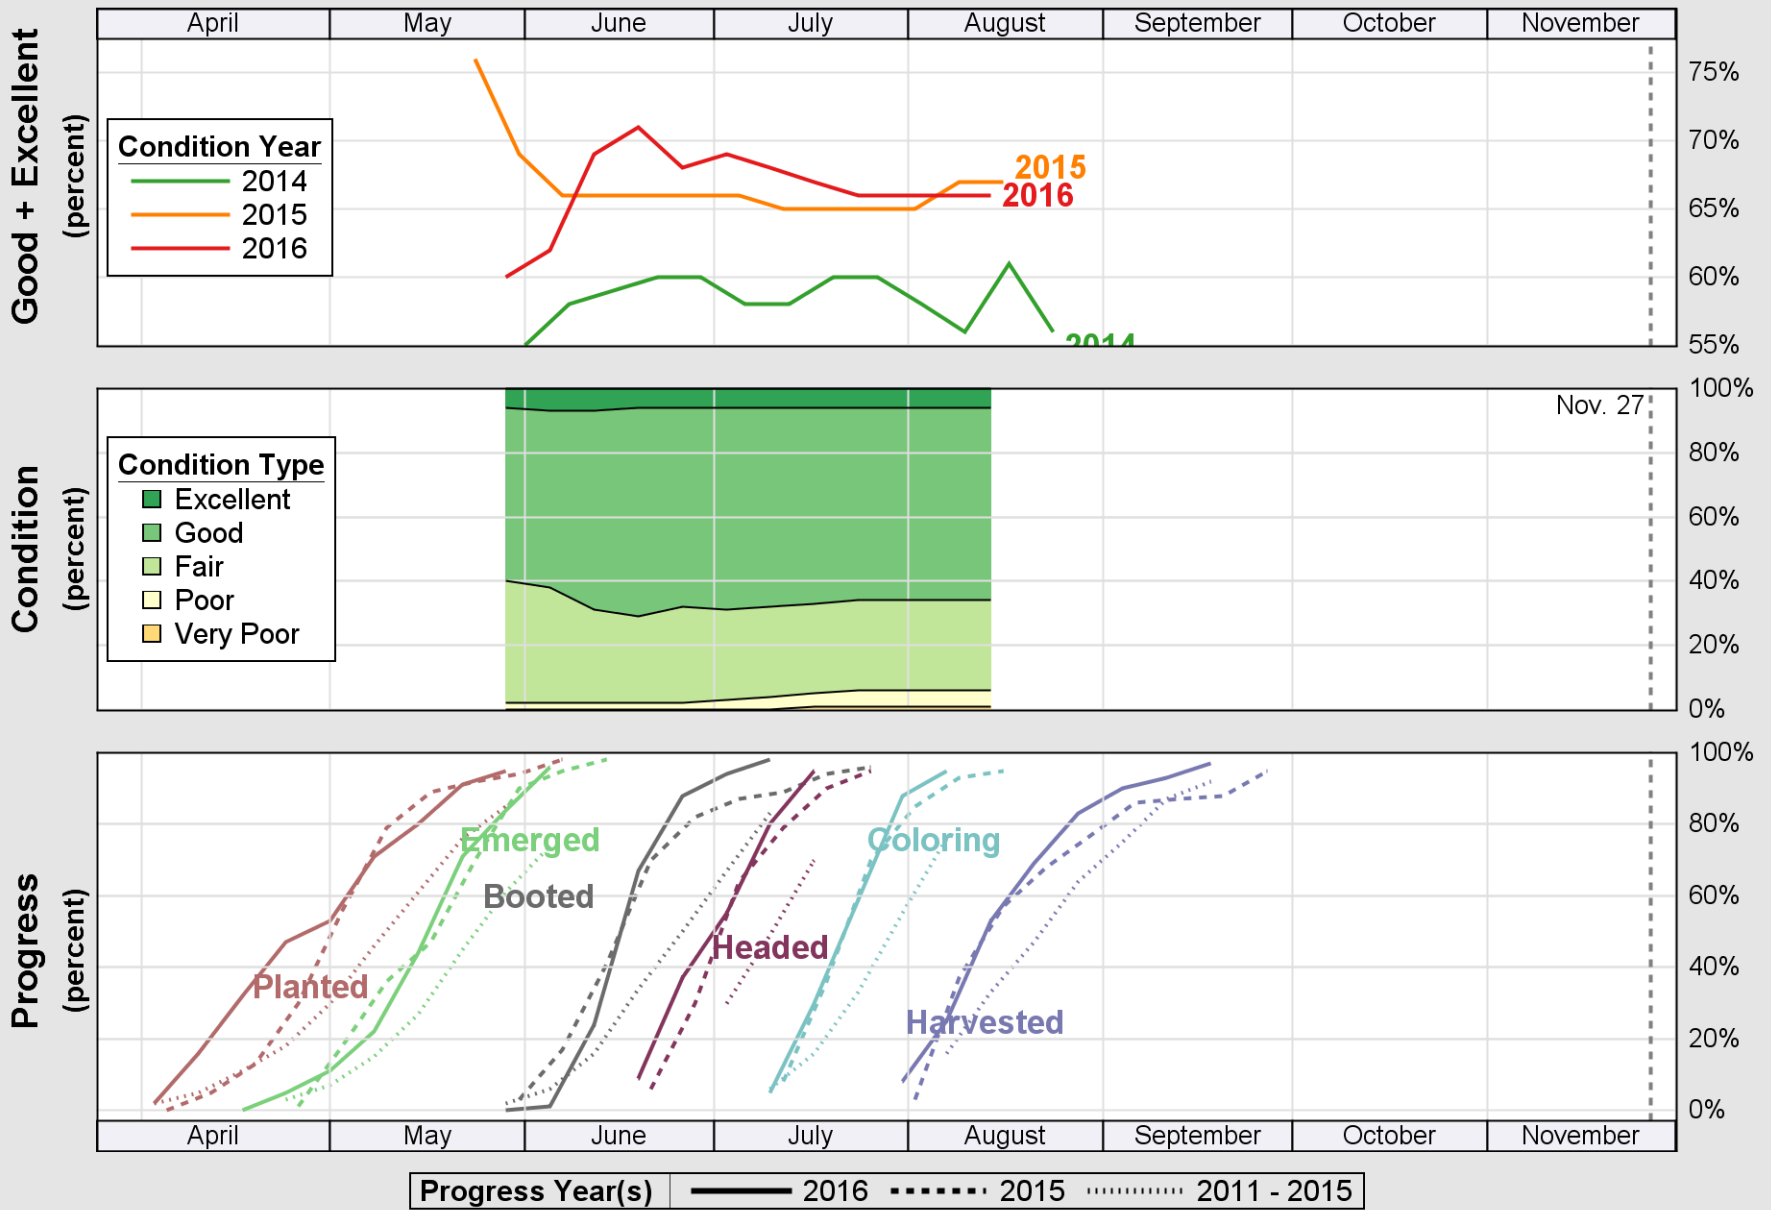 April May June July August September October November
Good + Excellent
(percent)
75%
70%
65%
60%
55%
Condition Year
2014
2015
2016
2015
2016
2014
Condition
(percent)
100%
80%
60%
40%
20%
0%
Nov. 27
Condition Type
Excellent
Good
Fair
Poor
Very Poor
Progress
(percent)
100%
80%
60%
40%
20%
0%
Emerged
Coloring
Booted
Headed
Planted
Harvested
April May June July August September October November
Progress Year(s) 2016 2015 2011 - 2015